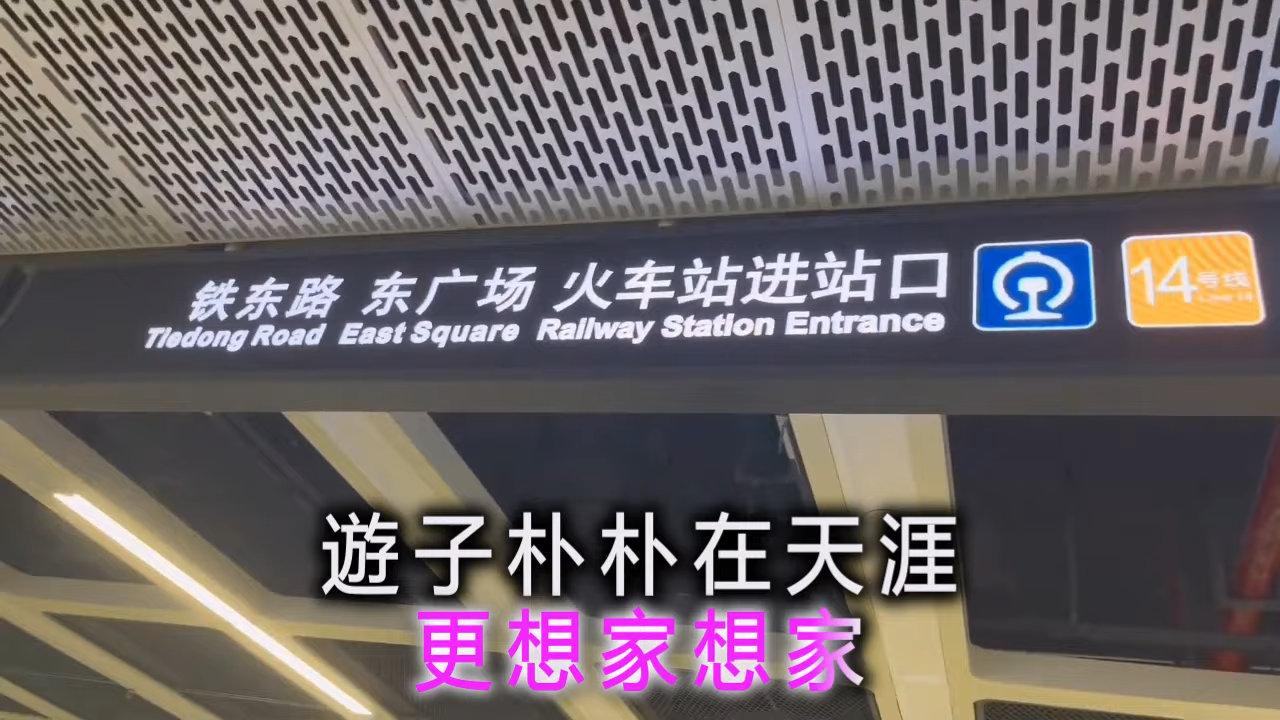 铁东路 东广场 火车站进站口
Tiedong Road East Square Railway Station Entrance
14号线
Line 14
遊子朴朴在天涯
更想家想家